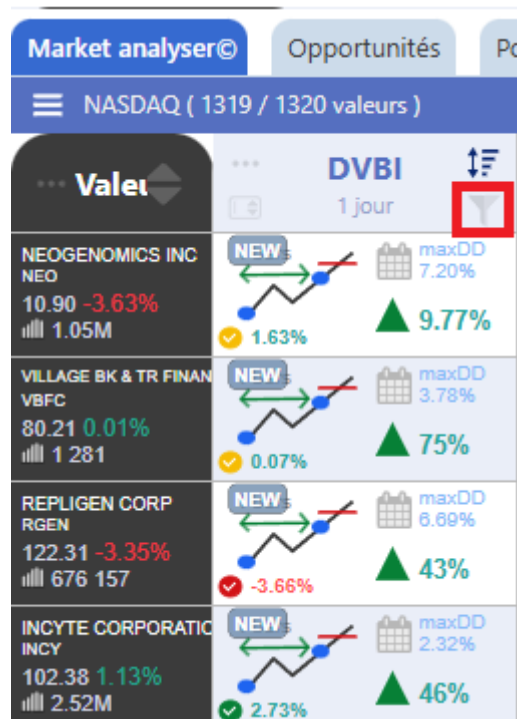 Market analyser© Opportunités
NASDAQ ( 1319 / 1320 valeurs )
DVBI
1 jour
NEOGENOMICS INC
NEO
10.90 -3.63%
1.05M
NEW
1.63%
maxDD
7.20%
9.77%
VILLAGE BK & TR FINAN
VBFC
80.21 0.01%
1 281
NEW
0.07%
maxDD
3.78%
75%
REPLIGEN CORP
RGEN
122.31 -3.35%
676 157
NEW
-3.66%
maxDD
6.69%
43%
INCYTE CORPORATIO
INCY
102.38 1.13%
2.52M
NEW
2.73%
maxDD
2.32%
46%